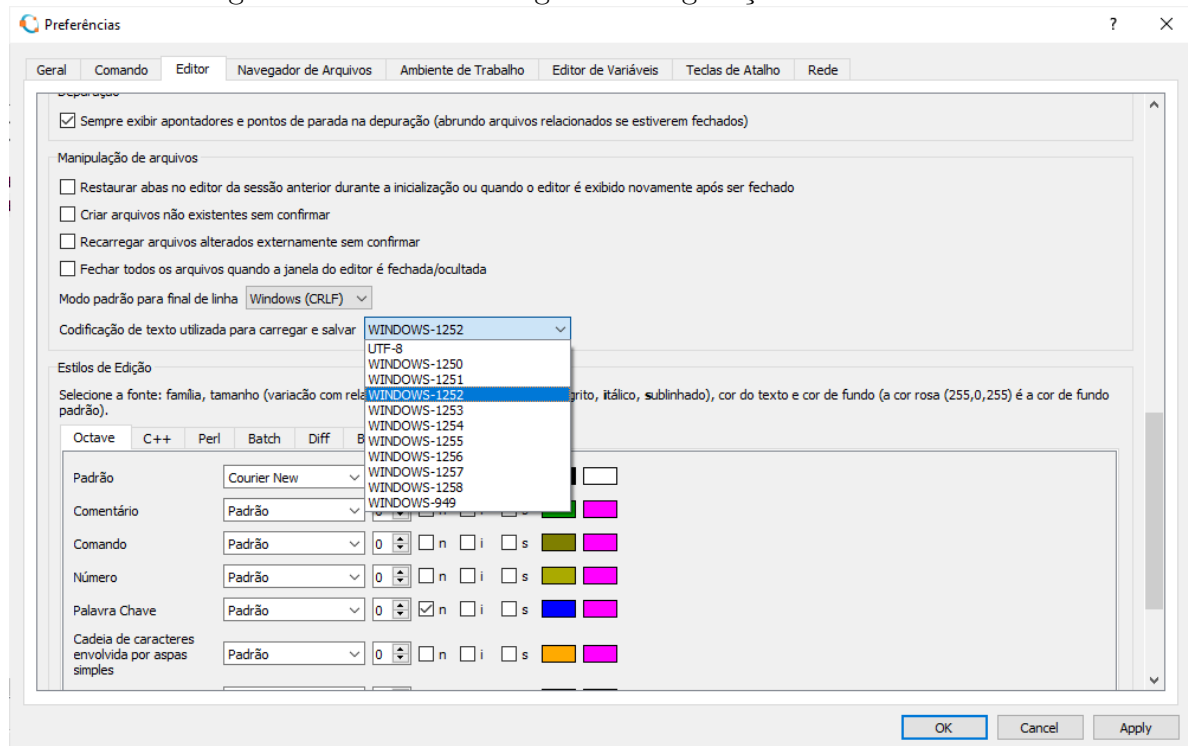 Preferências
?
Geral Comando Editor Navegador de Arquivos Ambiente de Trabalho Editor de Variáveis Teclas de Atalho Rede
Sempre exibir apontadores e pontos de parada na depuração (abrundo arquivos relacionados se estiverem fechados)
Manipulação de arquivos
Restaurar abas no editor da sessão anterior durante a inicialização ou quando o editor é exibido novamente após ser fechado
Criar arquivos não existentes sem confirmar
Recarregar arquivos alterados externamente sem confirmar
Fechar todos os arquivos quando a janela do editor é fechada/ocultada
Modo padrão para final de linha Windows (CRLF)
Codificação de texto utilizada para carregar e salvar WINDOWS-1252
UTF-8
WINDOWS-1250
WINDOWS-1251
WINDOWS-1252
WINDOWS-1253
WINDOWS-1254
WINDOWS-1255
WINDOWS-1256
WINDOWS-1257
WINDOWS-1258
WINDOWS-949
Estilos de Edição
Selecione a fonte: família, tamanho (variacão com itálico, sublinhado), cor do texto e cor de fundo (a cor rosa (255,0,255) é a cor de fundo
padrão).
Octave C++ Perl Batch Diff
Padrão Courier New
Comentário Padrão
Comando Padrão 0 n i s
Número Padrão 0 n i s
Palavra Chave Padrão 0 n i s
Cadeia de caracteres
envolvida por aspas Padrão 0 n i s
simples
OK Cancel Apply